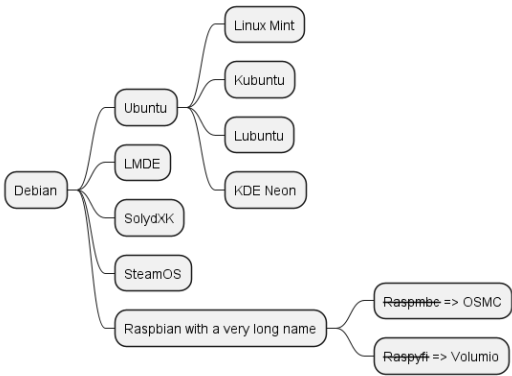 Debian
Ubuntu
Linux Mint
Kubuntu
Lubuntu
KDE Neon
LMDE
SolydXK
SteamOS
Raspbian with a very long name
Raspmbc => OSMC
Raspyfi => Volumio